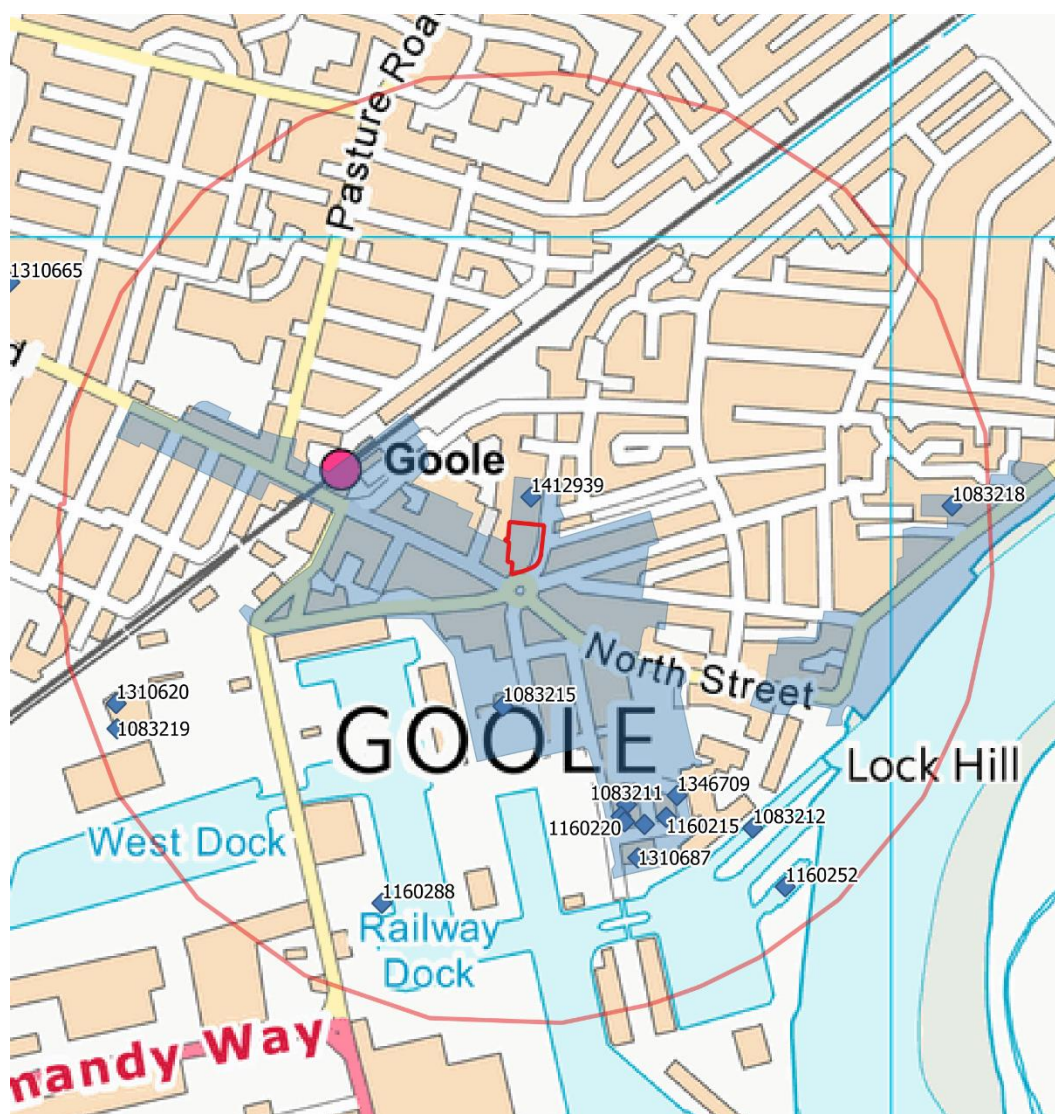 Pasture Roa
1310665
d
Goole
1412939
1083218
North Street
1310620
1083219
1083215
GOOLE
Lock Hill
1083211
1346709
1160220
1160215
1083212
1310687
1160252
West Dock
1160288
Railway
Dock
mandy Way